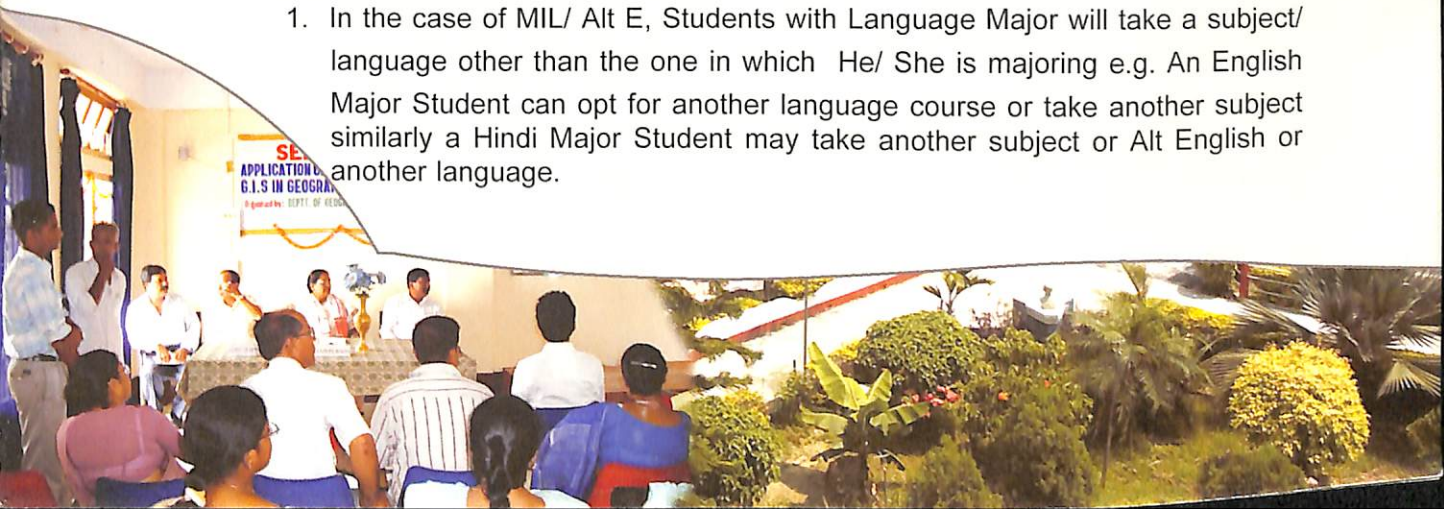 1. In the case of MIL/ Alt E, Students with Language Major will take a subject/
language other than the one in which He/ She is majoring e.g. An English
Major Student can opt for another language course or take another subject
similarly a Hindi Major Student may take another subject or Alt English or
another language.
APPLICATION
G.I.S IN
DEPTT. OF